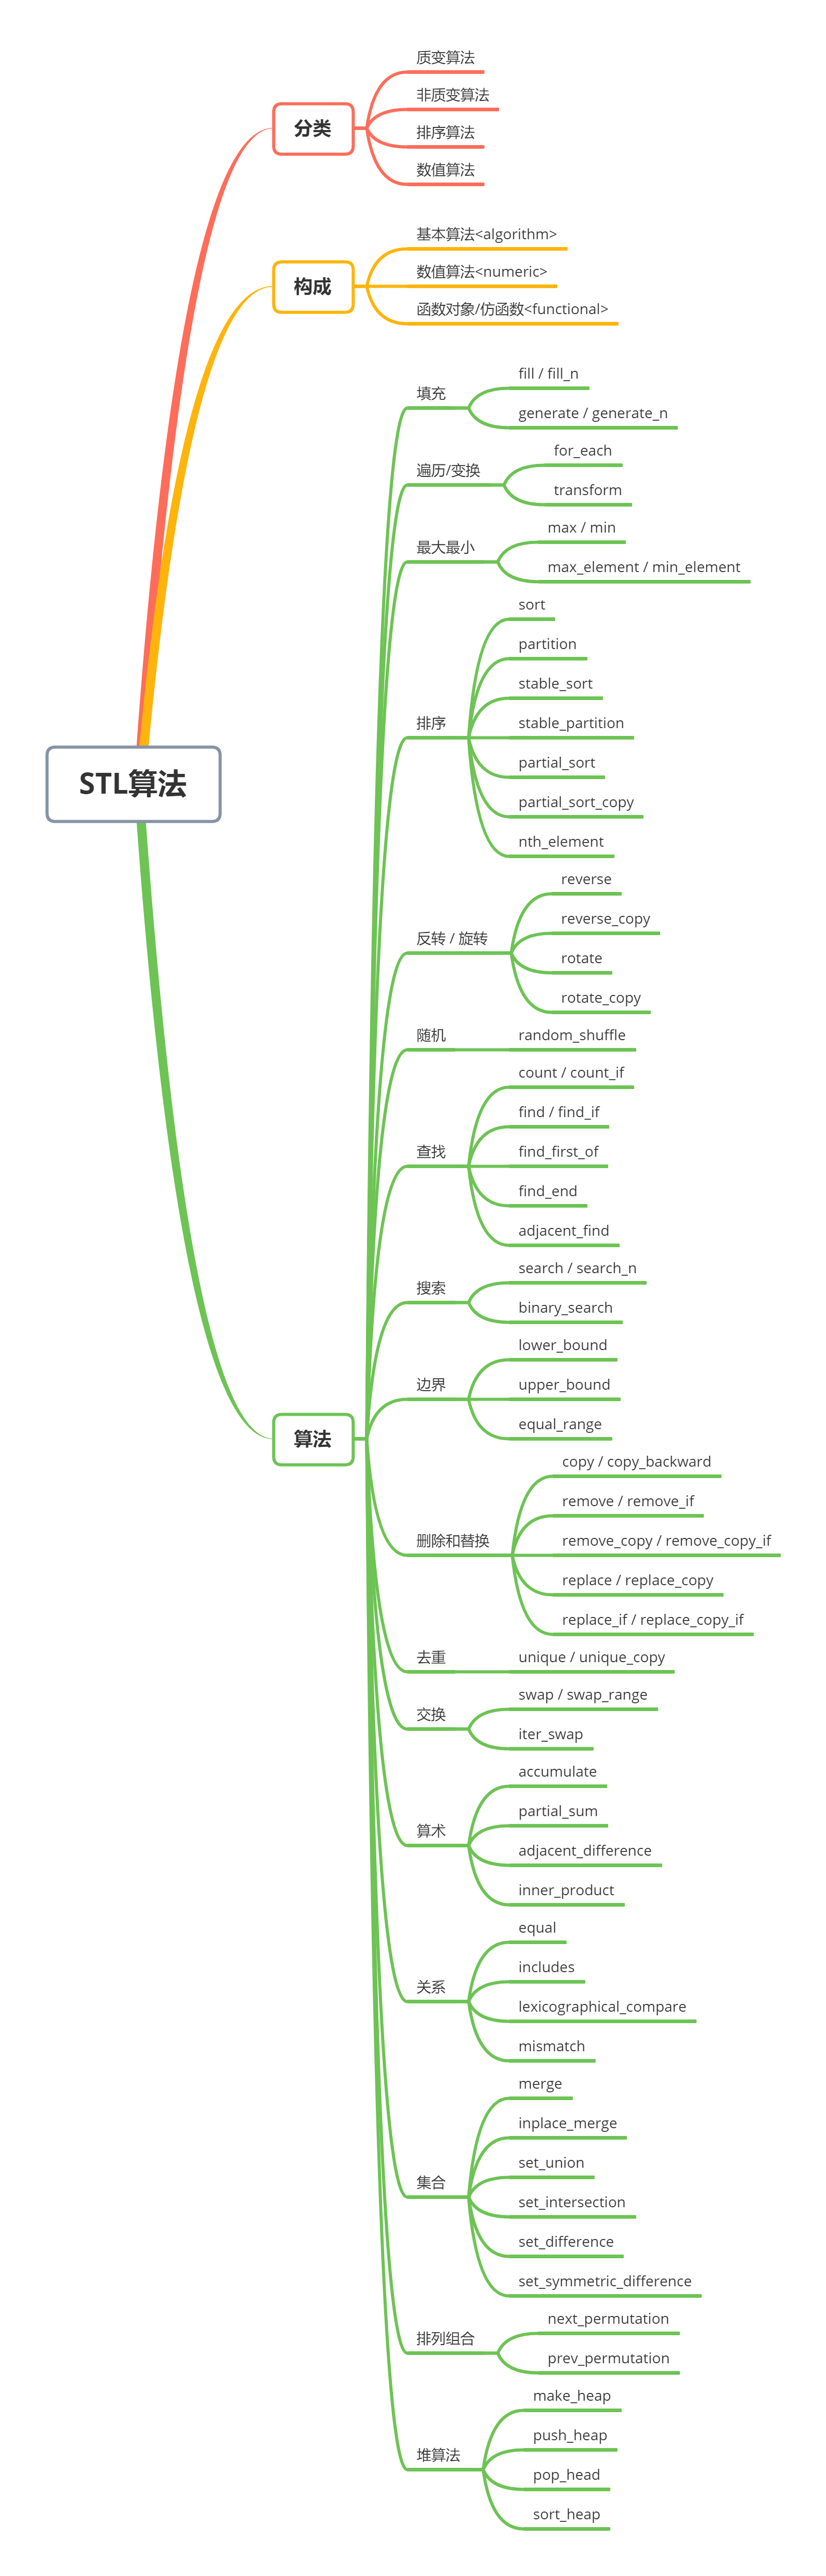 STL算法
分类
质变算法
非质变算法
排序算法
数值算法
构成
基本算法<algorithm>
数值算法<numeric>
函数对象/仿函数<functional>
算法
填充
fill / fill_n
generate / generate_n
遍历/变换
for_each
transform
最大最小
max / min
max_element / min_element
排序
sort
partition
stable_sort
stable_partition
partial_sort
partial_sort_copy
nth_element
反转 / 旋转
reverse
reverse_copy
rotate
rotate_copy
随机
random_shuffle
查找
count / count_if
find / find_if
find_first_of
find_end
adjacent_find
搜索
search / search_n
binary_search
边界
lower_bound
upper_bound
equal_range
删除和替换
copy / copy_backward
remove / remove_if
remove_copy / remove_copy_if
replace / replace_copy
replace_if / replace_copy_if
去重
unique / unique_copy
交换
swap / swap_range
iter_swap
算术
accumulate
partial_sum
adjacent_difference
inner_product
关系
equal
includes
lexicographical_compare
mismatch
集合
merge
inplace_merge
set_union
set_intersection
set_difference
set_symmetric_difference
排列组合
next_permutation
prev_permutation
堆算法
make_heap
push_heap
pop_head
sort_heap